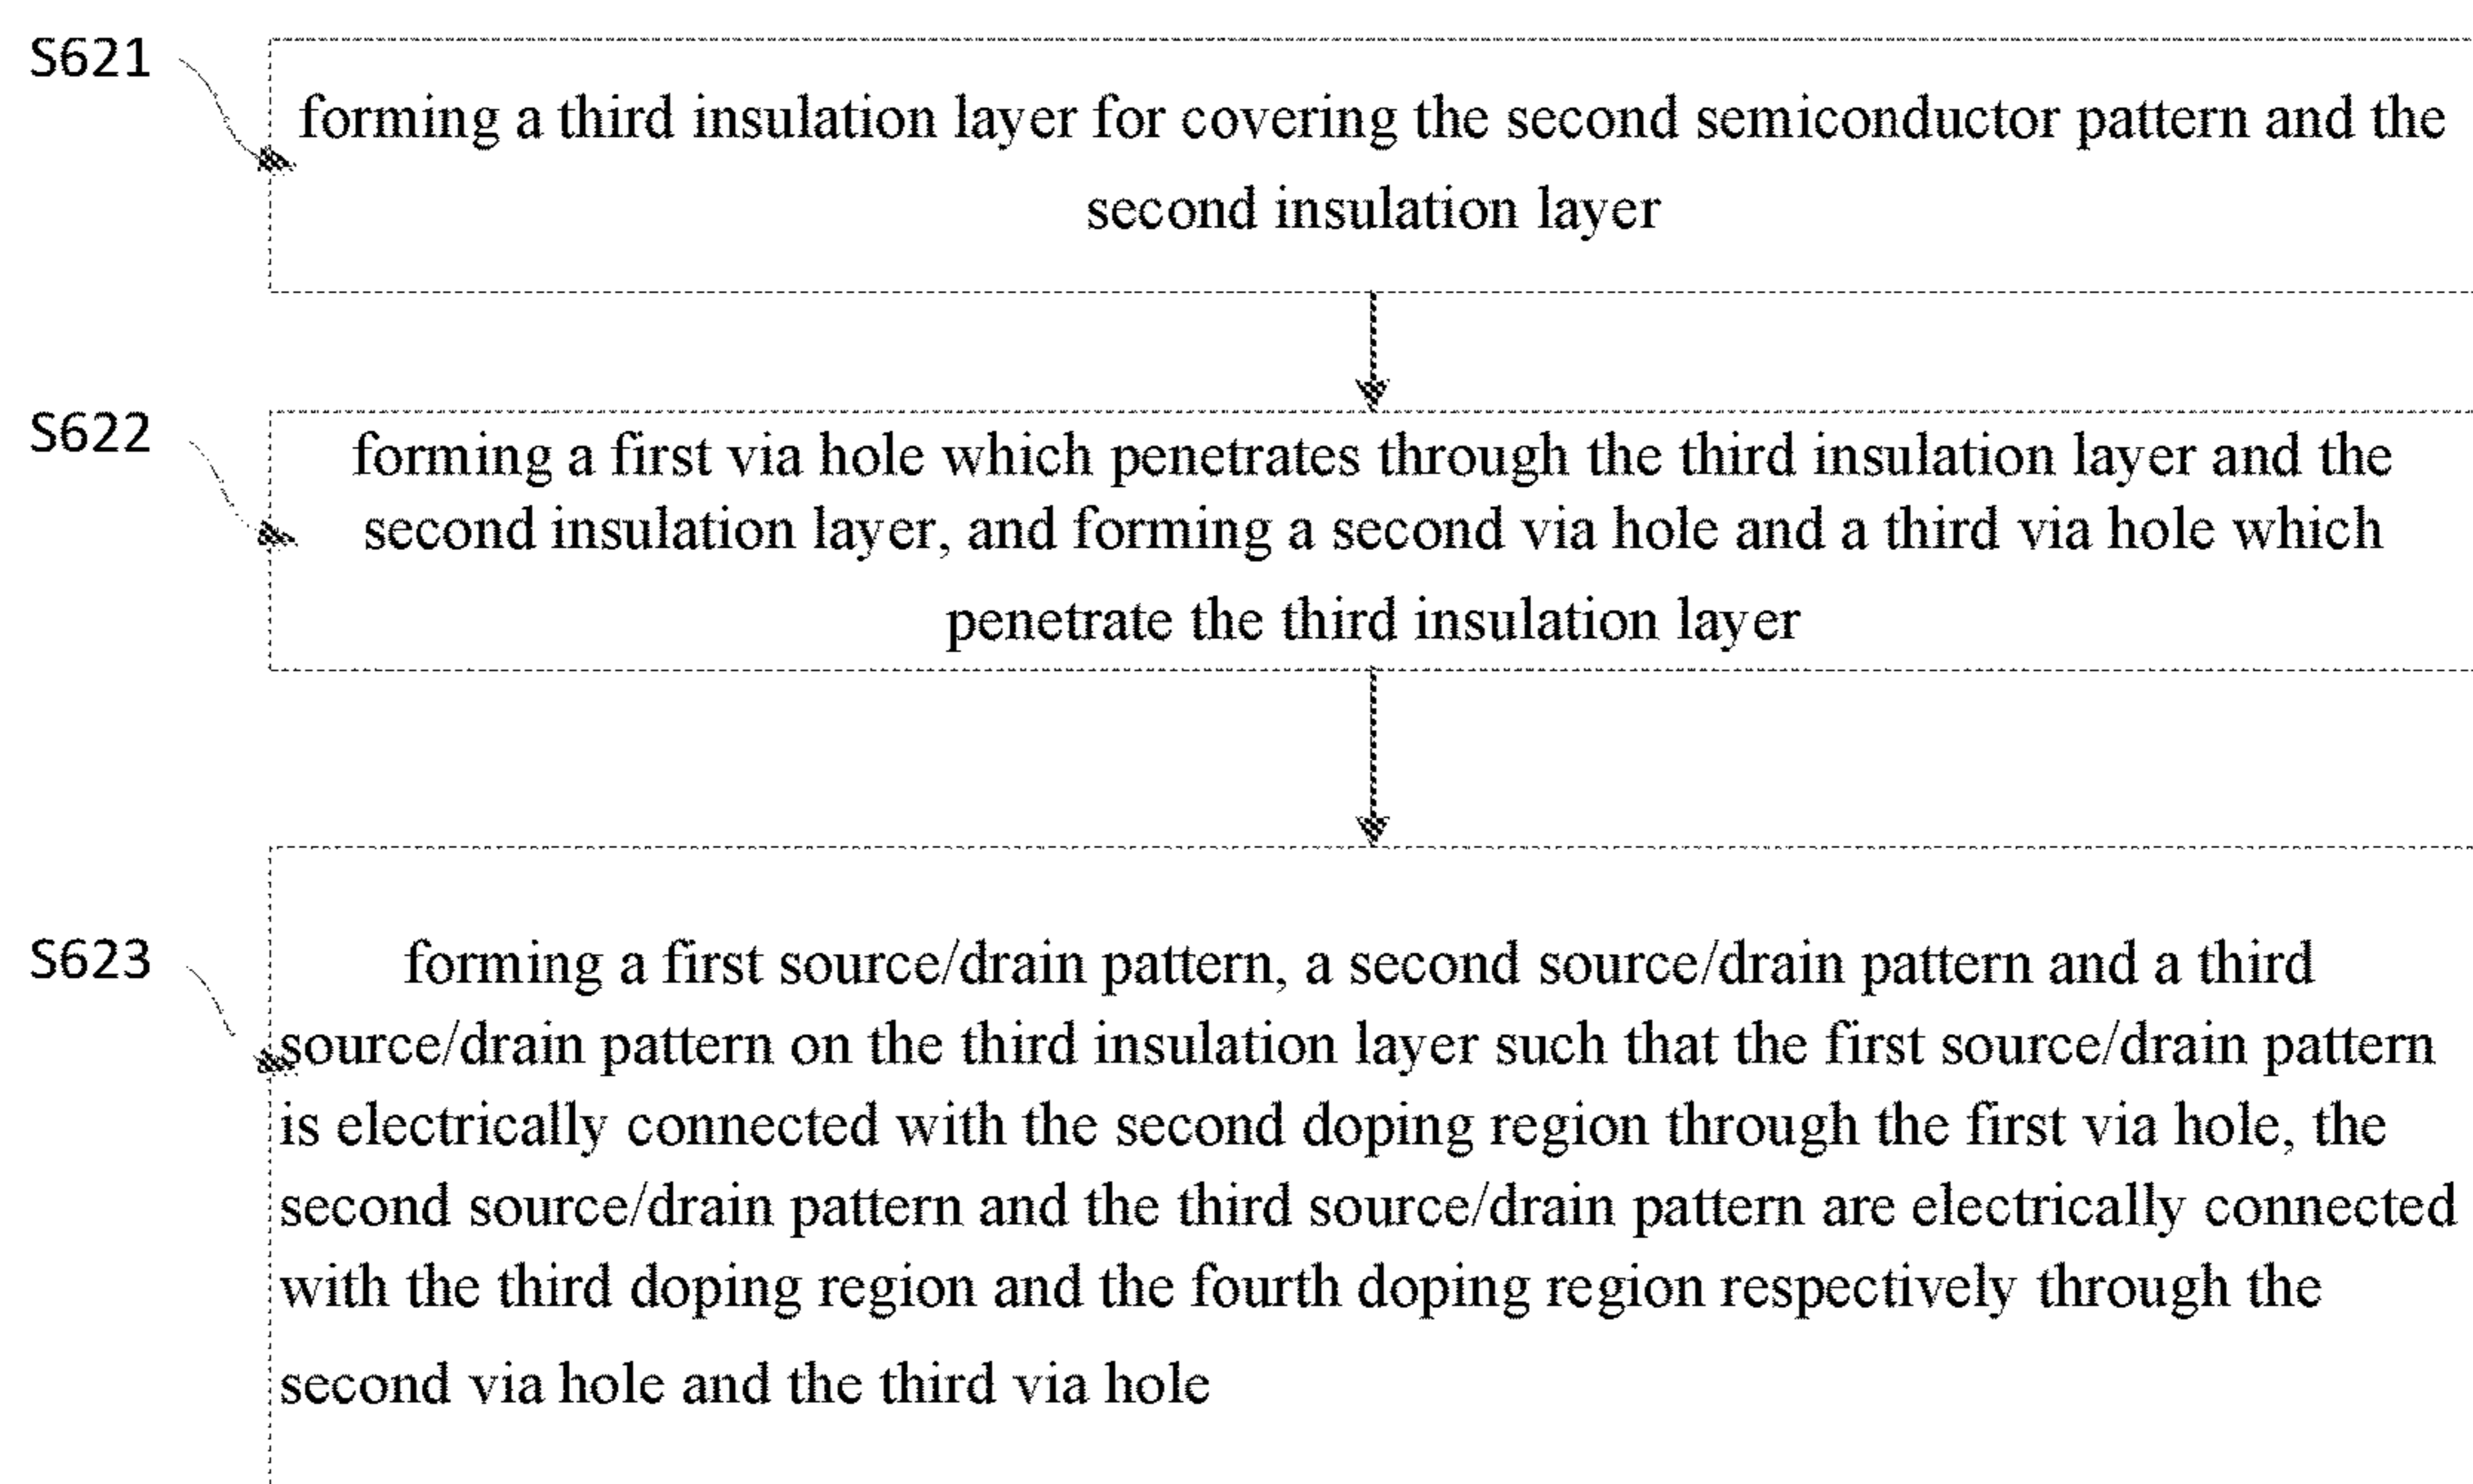 S621
forming a third insulation layer for covering the second semiconductor pattern and the
second insulation layer
S622
forming a first via hole which penetrates through the third insulation layer and the
second insulation layer, and forming a second via hole and a third via hole which
penetrate the third insulation layer
S623
forming a first source/drain pattern, a second source/drain pattern and a third
source/drain pattern on the third insulation layer such that the first source/drain pattern
is electrically connected with the second doping region through the first via hole, the
second source/drain pattern and the third source/drain pattern are electrically connected
with the third doping region and the fourth doping region respectively through the
second via hole and the third via hole